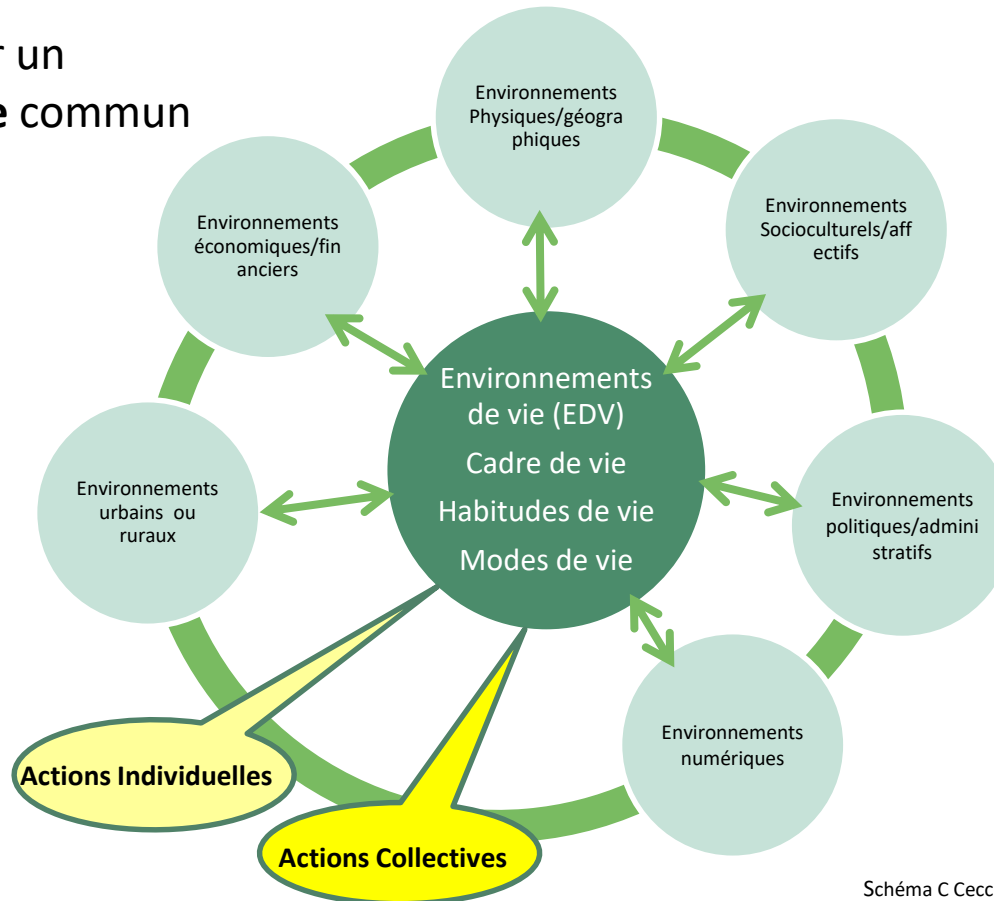 r un
e commun
Environnements
Physiques/géogra
phiques
Environnements
économiques/fin
anciers
Environnements
Socioculturels/aff
ectifs
Environnements
de vie (EDV)
Cadre de vie
Habitudes de vie
Modes de vie
Environnements
urbains ou
ruraux
Environnements
politiques/admini
stratifs
Environnements
numériques
Actions Individuelles
Actions Collectives
Schéma C Cecc